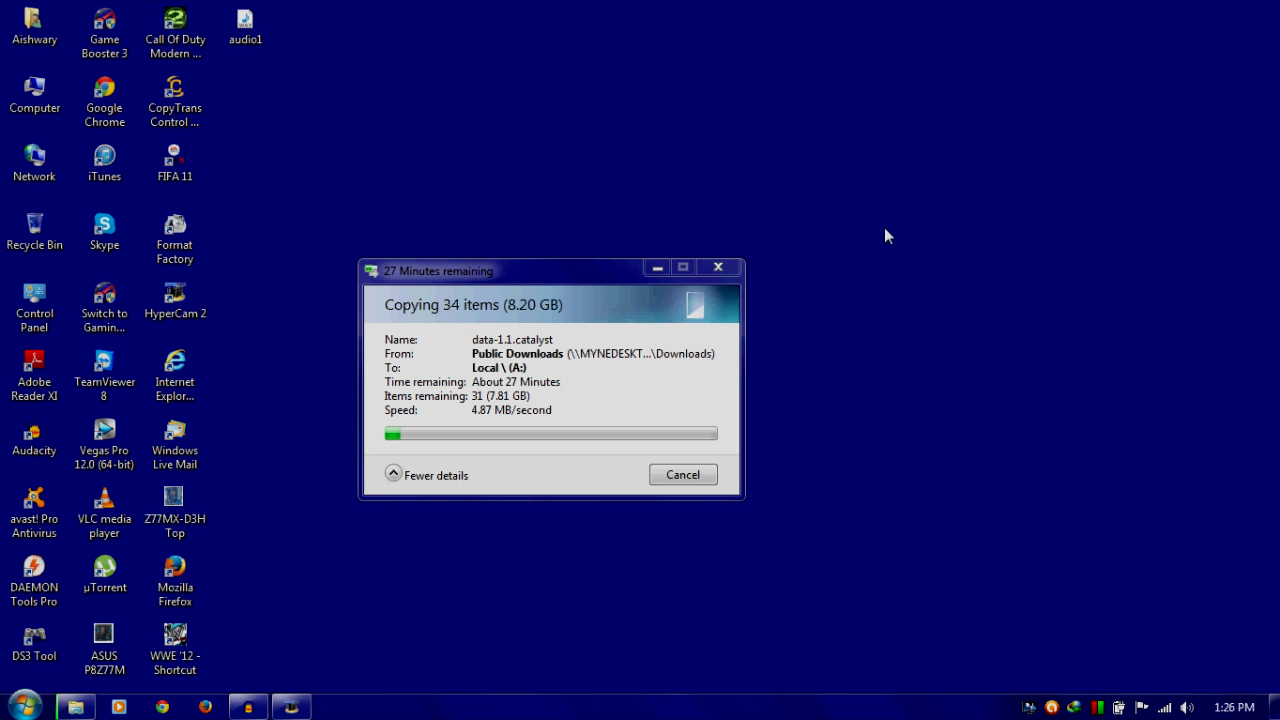 Aishwary
Game
Booster 3
Call Of Duty
Modern ...
audio1
Computer
Google
Chrome
CopyTrans
Control ...
Network
iTunes
FIFA 11
Recycle Bin
Skype
Format
Factory
Control
Panel
Switch to
Gamin...
HyperCam 2
Adobe
Reader XI
TeamViewer
8
Internet
Explor...
Audacity
Vegas Pro
12.0 (64-bit)
Windows
Live Mail
avast! Pro
Antivirus
VLC media
player
Z77MX-D3H
Top
DAEMON
Tools Pro
µTorrent
Mozilla
Firefox
DS3 Tool
ASUS
P8Z77M
WWE '12 -
Shortcut
27 Minutes remaining
Copying 34 items (8.20 GB)
Name: data-1.1.catalyst
From: Public Downloads (\\MYNEDESKT...\Downloads)
To: Local \ (A:)
Time remaining: About 27 Minutes
Items remaining: 31 (7.81 GB)
Speed: 4.87 MB/second
Fewer details
Cancel
1:26 PM